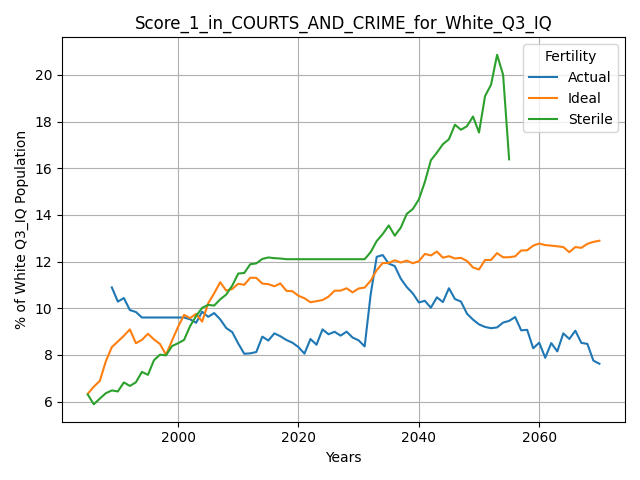 Score_1_in_COURTS_AND_CRIME_for_White_Q3_IQ
Fertility
Actual
Ideal
Sterile
% of White Q3_IQ Population
20
18
16
14
12
10
8
6
2000 2020 2040 2060
Years